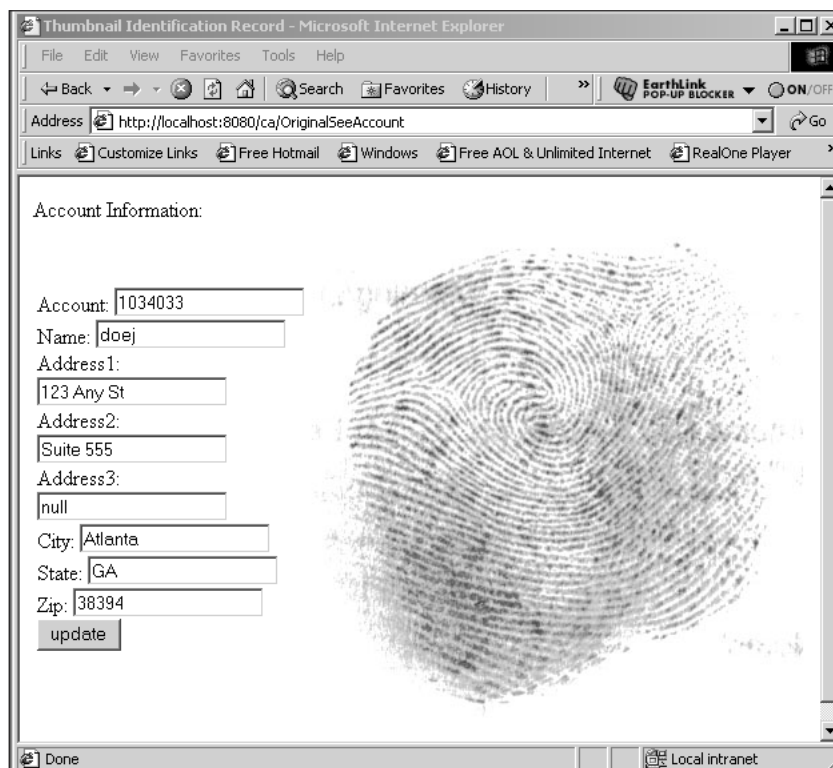 Thumbnail Identification Record - Microsoft Internet Explorer
File Edit View Favorites Tools Help
Back Search Favorites History » EarthLink POP-UP BLOCKER ON/OFF
Address http://localhost:8080/ca/OriginalSeeAccount Go
Links Customize Links Free Hotmail Windows Free AOL & Unlimited Internet RealOne Player »
Account Information:
Account: 1034033
Name: doej
Address1:
123 Any St
Address2:
Suite 555
Address3:
null
City: Atlanta
State: GA
Zip: 38394
update
Done Local intranet